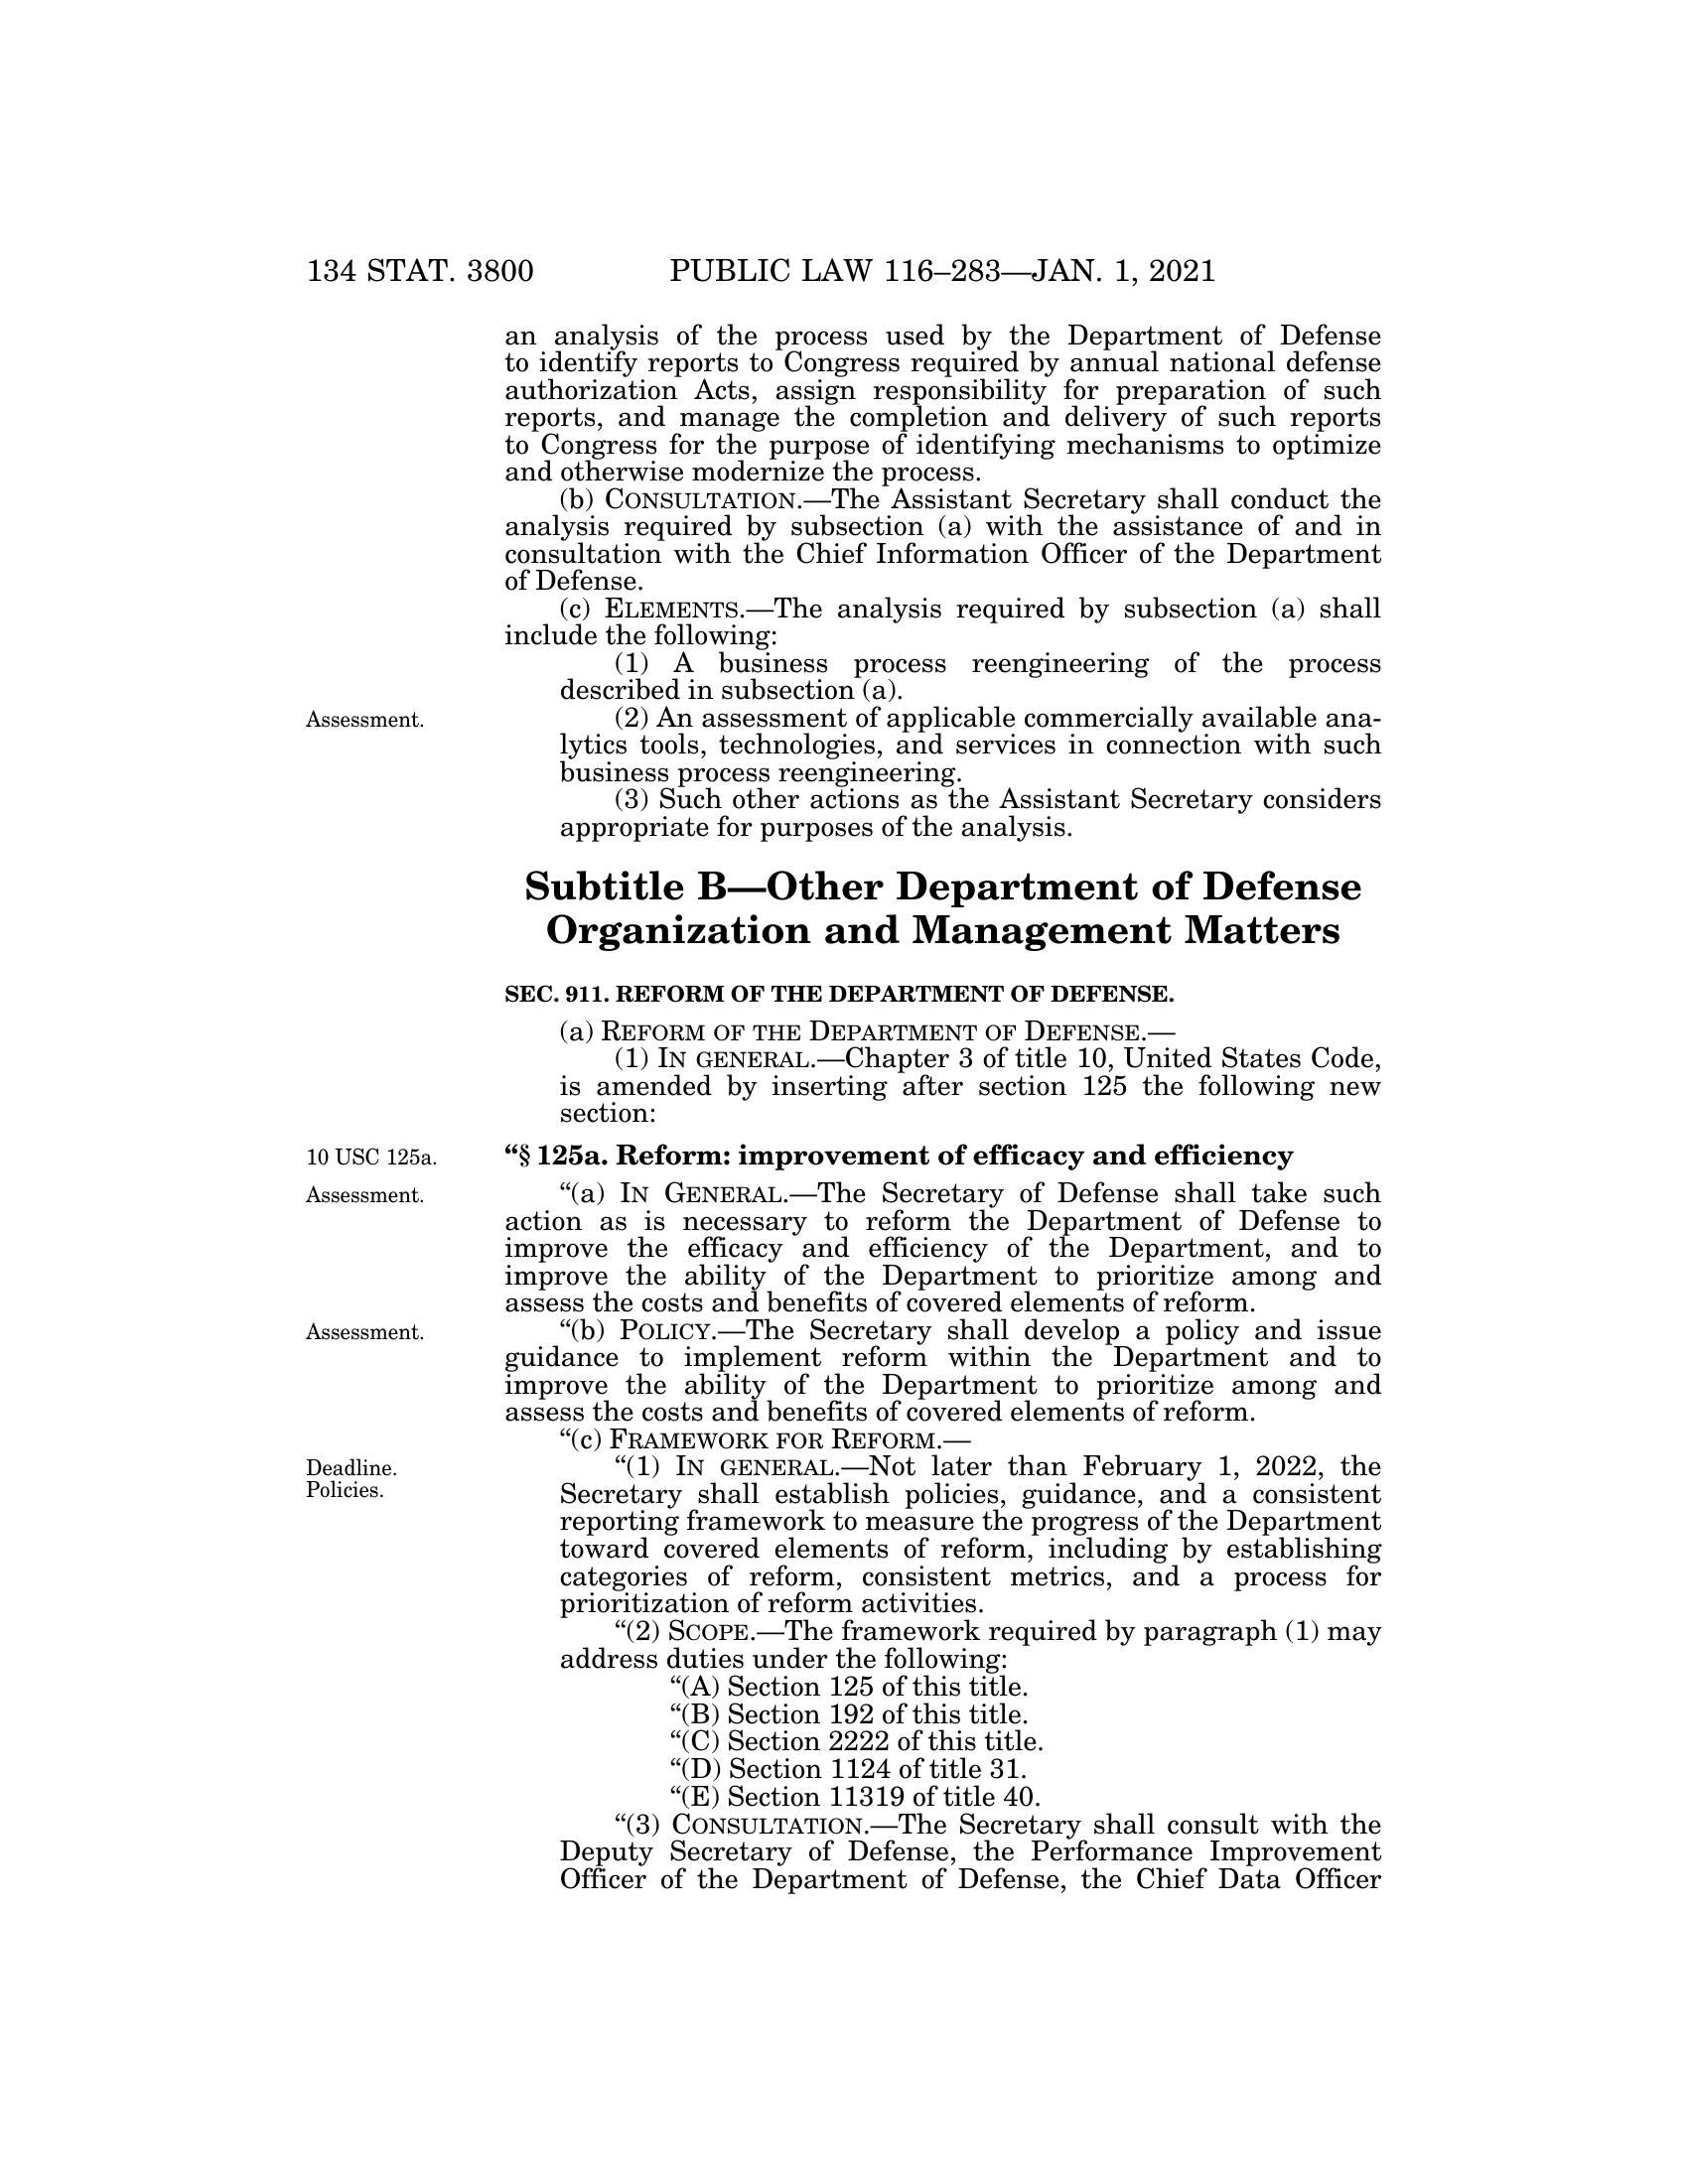 134 STAT. 3800 PUBLIC LAW 116–283—JAN. 1, 2021
an analysis of the process used by the Department of Defense
to identify reports to Congress required by annual national defense
authorization Acts, assign responsibility for preparation of such
reports, and manage the completion and delivery of such reports
to Congress for the purpose of identifying mechanisms to optimize
and otherwise modernize the process.
(b) CONSULTATION.—The Assistant Secretary shall conduct the
analysis required by subsection (a) with the assistance of and in
consultation with the Chief Information Officer of the Department
of Defense.
(c) ELEMENTS.—The analysis required by subsection (a) shall
include the following:
(1) A business process reengineering of the process
described in subsection (a).
Assessment.
(2) An assessment of applicable commercially available ana-
lytics tools, technologies, and services in connection with such
business process reengineering.
(3) Such other actions as the Assistant Secretary considers
appropriate for purposes of the analysis.
Subtitle B—Other Department of Defense
Organization and Management Matters
SEC. 911. REFORM OF THE DEPARTMENT OF DEFENSE.
(a) REFORM OF THE DEPARTMENT OF DEFENSE.—
(1) IN GENERAL.—Chapter 3 of title 10, United States Code,
is amended by inserting after section 125 the following new
section:
10 USC 125a.
“§ 125a. Reform: improvement of efficacy and efficiency
Assessment.
“(a) IN GENERAL.—The Secretary of Defense shall take such
action as is necessary to reform the Department of Defense to
improve the efficacy and efficiency of the Department, and to
improve the ability of the Department to prioritize among and
assess the costs and benefits of covered elements of reform.
Assessment.
“(b) POLICY.—The Secretary shall develop a policy and issue
guidance to implement reform within the Department and to
improve the ability of the Department to prioritize among and
assess the costs and benefits of covered elements of reform.
“(c) FRAMEWORK FOR REFORM.—
Deadline.
Policies.
“(1) IN GENERAL.—Not later than February 1, 2022, the
Secretary shall establish policies, guidance, and a consistent
reporting framework to measure the progress of the Department
toward covered elements of reform, including by establishing
categories of reform, consistent metrics, and a process for
prioritization of reform activities.
“(2) SCOPE.—The framework required by paragraph (1) may
address duties under the following:
“(A) Section 125 of this title.
“(B) Section 192 of this title.
“(C) Section 2222 of this title.
“(D) Section 1124 of title 31.
“(E) Section 11319 of title 40.
“(3) CONSULTATION.—The Secretary shall consult with the
Deputy Secretary of Defense, the Performance Improvement
Officer of the Department of Defense, the Chief Data Officer